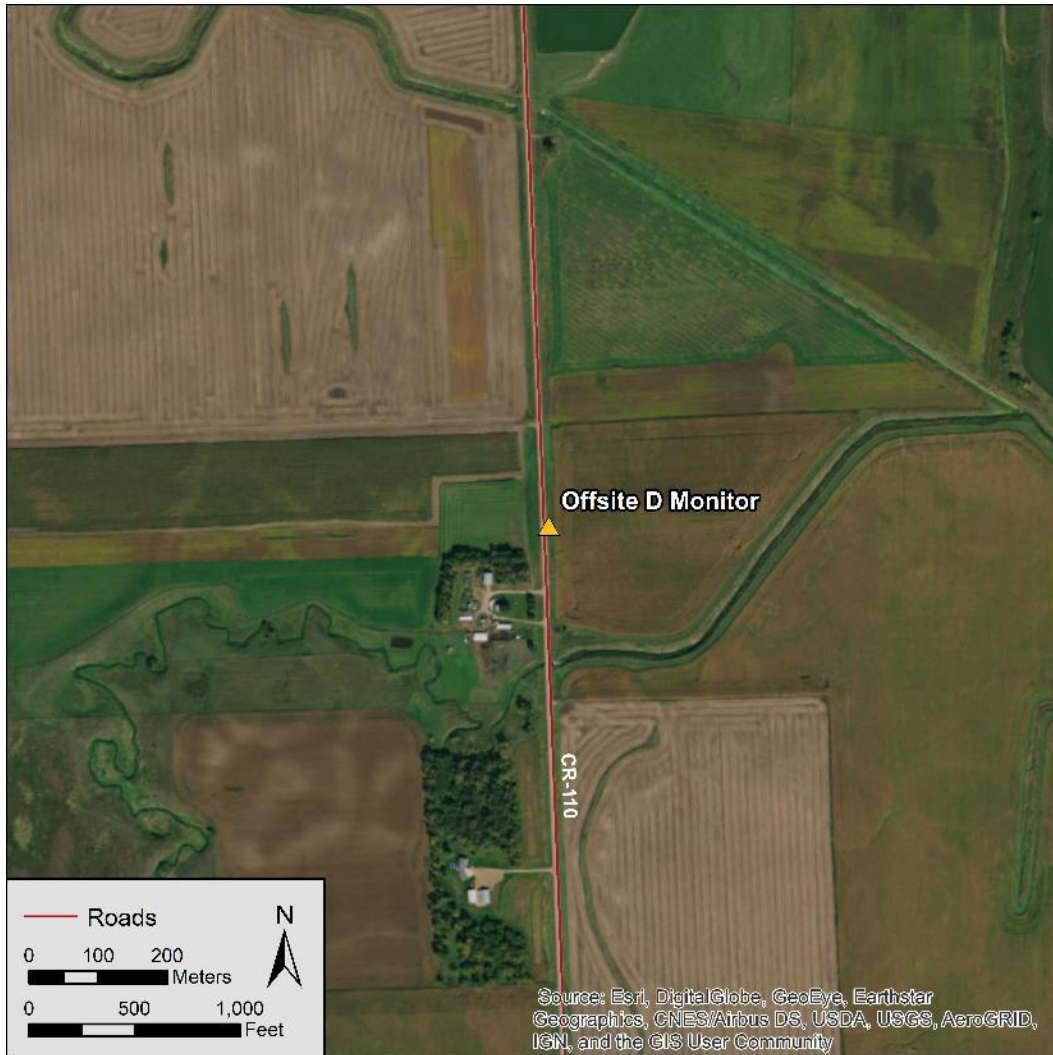 Offsite D Monitor
CR-110
Roads
N
0 100 200
Meters
0 500 1,000
Feet
Source: Esri, DigitalGlobe, GeoEye, Earthstar
Geographics, CNES/Airbus DS, USDA, USGS, AeroGRID,
IGN, and the GIS User Community